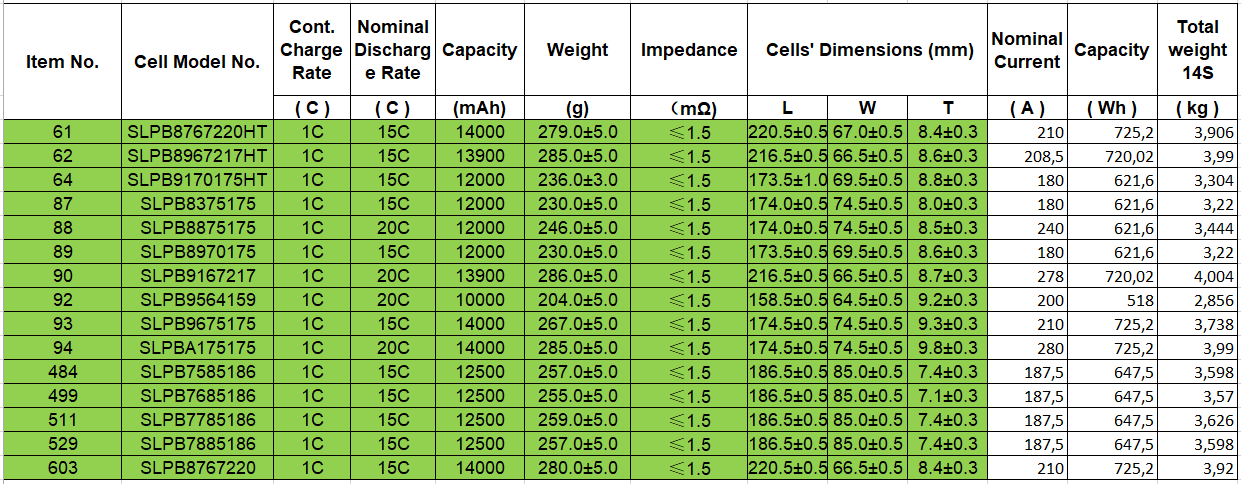 Item No. Cell Model No. Cont. Charge Rate Nominal Discharg e Rate Capacity Weight Impedance Cells' Dimensions (mm) Nominal Current Capacity Total weight 14S
( C ) ( C ) (mAh) (g) （mΩ) L W T ( A ) ( Wh ) ( kg )
61 SLPB8767220HT 1C 15C 14000 279.0±5.0 ≤1.5 220.5±0.5 67.0±0.5 8.4±0.3 210 725,2 3,906
62 SLPB8967217HT 1C 15C 13900 285.0±5.0 ≤1.5 216.5±0.5 66.5±0.5 8.6±0.3 208,5 720,02 3,99
64 SLPB9170175HT 1C 15C 12000 236.0±3.0 ≤1.5 173.5±1.0 69.5±0.5 8.8±0.3 180 621,6 3,304
87 SLPB8375175 1C 15C 12000 230.0±5.0 ≤1.5 174.0±0.5 74.5±0.5 8.0±0.3 180 621,6 3,22
88 SLPB8875175 1C 20C 12000 246.0±5.0 ≤1.5 174.0±0.5 74.5±0.5 8.5±0.3 240 621,6 3,444
89 SLPB8970175 1C 15C 12000 230.0±5.0 ≤1.5 173.5±0.5 69.5±0.5 8.6±0.3 180 621,6 3,22
90 SLPB9167217 1C 20C 13900 286.0±5.0 ≤1.5 216.5±0.5 66.5±0.5 8.7±0.3 278 720,02 4,004
92 SLPB9564159 1C 20C 10000 204.0±5.0 ≤1.5 158.5±0.5 64.5±0.5 9.2±0.3 200 518 2,856
93 SLPB9675175 1C 15C 14000 267.0±5.0 ≤1.5 174.5±0.5 74.5±0.5 9.3±0.3 210 725,2 3,738
94 SLPBA175175 1C 20C 14000 285.0±5.0 ≤1.5 174.5±0.5 74.5±0.5 9.8±0.3 280 725,2 3,99
484 SLPB7585186 1C 15C 12500 257.0±5.0 ≤1.5 186.5±0.5 85.0±0.5 7.4±0.3 187,5 647,5 3,598
499 SLPB7685186 1C 15C 12500 255.0±5.0 ≤1.5 186.5±0.5 85.0±0.5 7.1±0.3 187,5 647,5 3,57
511 SLPB7785186 1C 15C 12500 259.0±5.0 ≤1.5 186.5±0.5 85.0±0.5 7.4±0.3 187,5 647,5 3,626
529 SLPB7885186 1C 15C 12500 257.0±5.0 ≤1.5 186.5±0.5 85.0±0.5 7.4±0.3 187,5 647,5 3,598
603 SLPB8767220 1C 15C 14000 280.0±5.0 ≤1.5 220.5±0.5 66.5±0.5 8.4±0.3 210 725,2 3,92